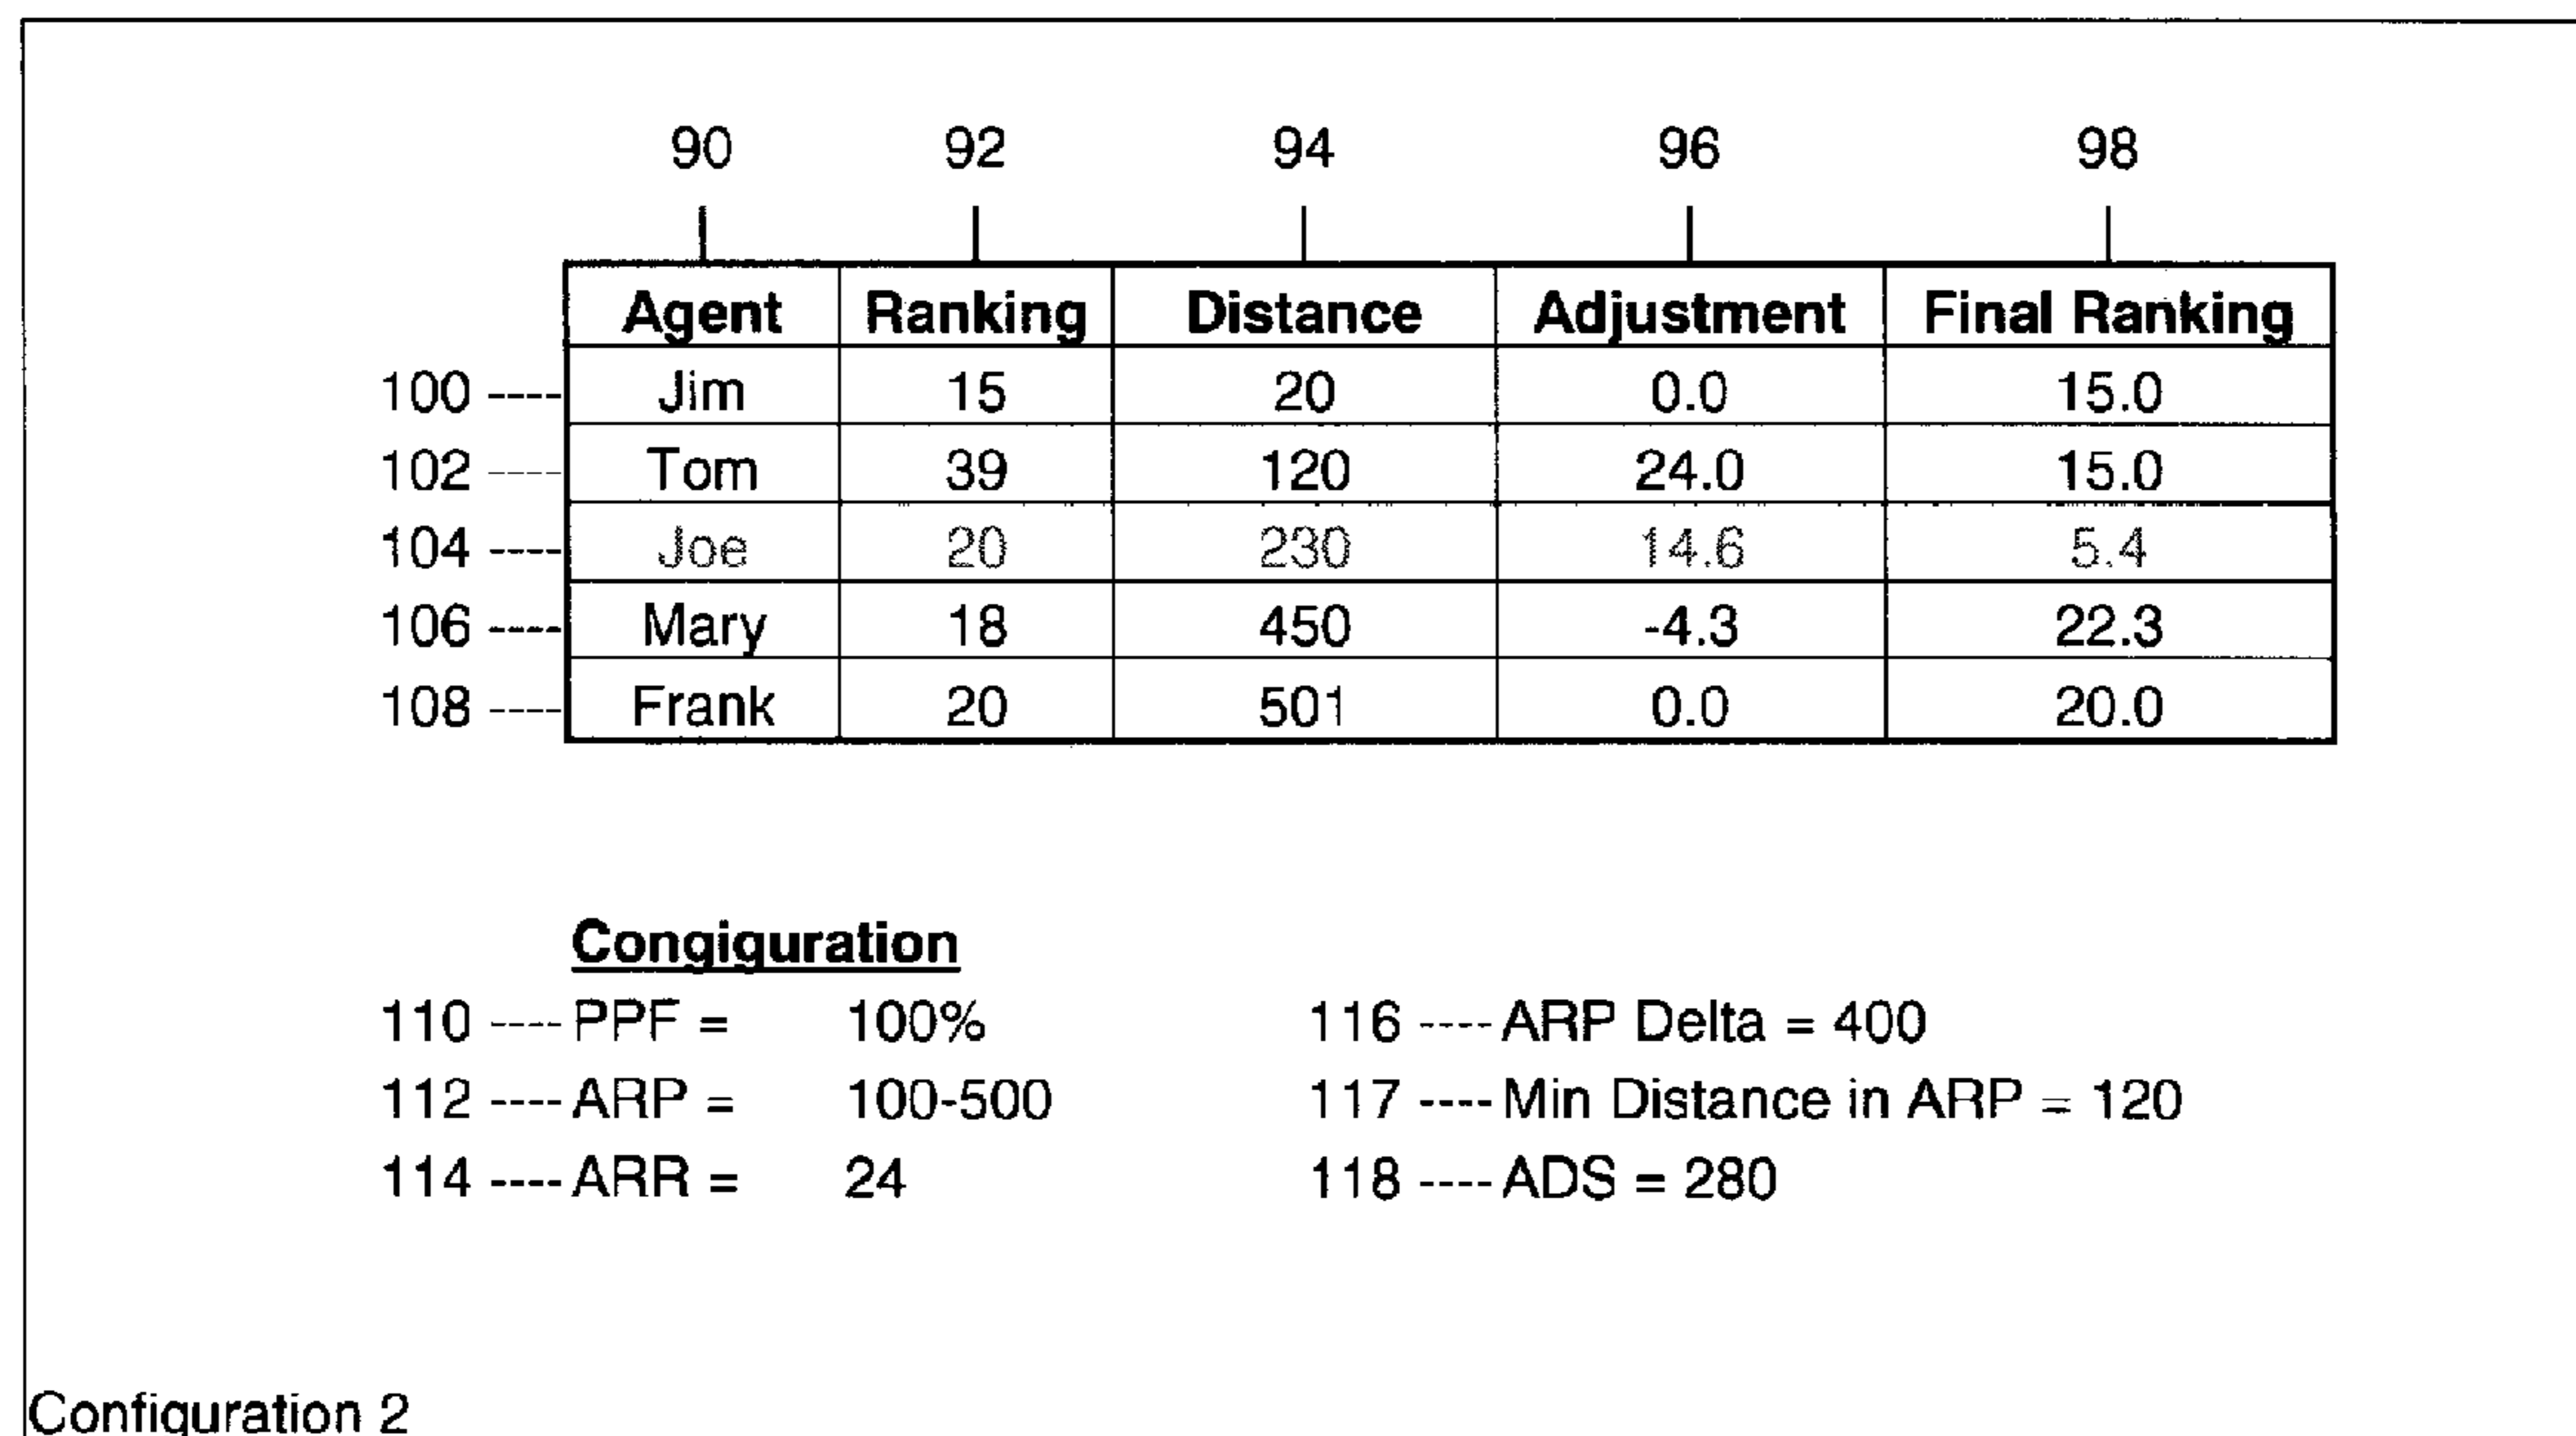 90 92 94 96 98
Agent Ranking Distance Adjustment Final Ranking
100 ---- Jim 15 20 0.0 15.0
102 ---- Tom 39 120 24.0 15.0
104 ---- Joe 20 230 14.6 5.4
106 ---- Mary 18 450 -4.3 22.3
108 ---- Frank 20 501 0.0 20.0
Congiguration
110 ---- PPF = 100% 116 ---- ARP Delta = 400
112 ---- ARP = 100-500 117 ---- Min Distance in ARP = 120
114 ---- ARR = 24 118 ---- ADS = 280
Configuration 2